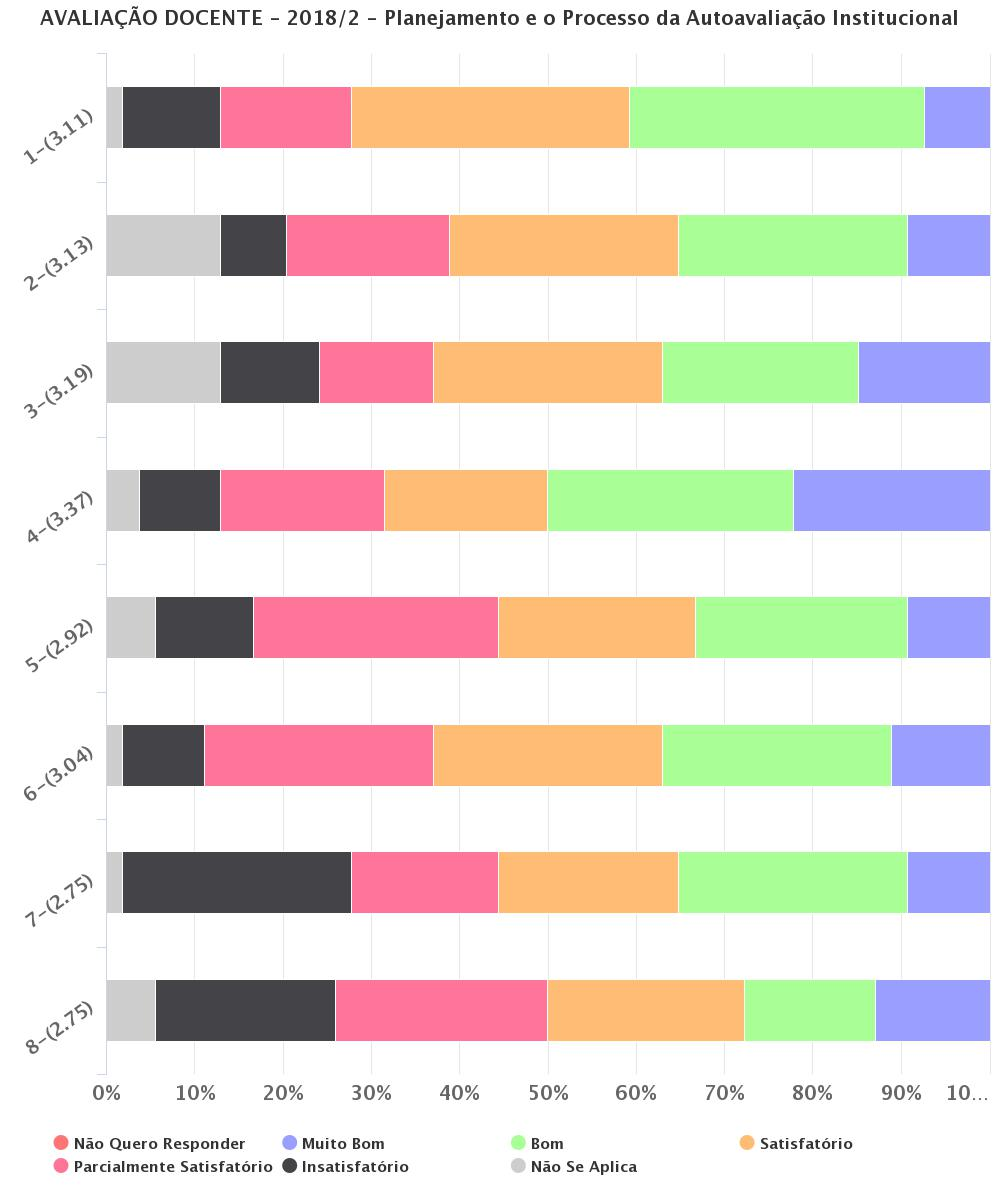 AVALIAÇÃO DOCENTE - 2018/2 - Planejamento e o Processo da Autoavaliação Institucional
1-(3.11)
2-(3.13)
3-(3.19)
4-(3.37)
5-(2.92)
6-(3.04)
7-(2.75)
8-(2.75)
0% 10% 20% 30% 40% 50% 60% 70% 80% 90% 10...
Não Quero Responder Muito Bom Bom Satisfatório
Parcialmente Satisfatório Insatisfatório Não Se Aplica